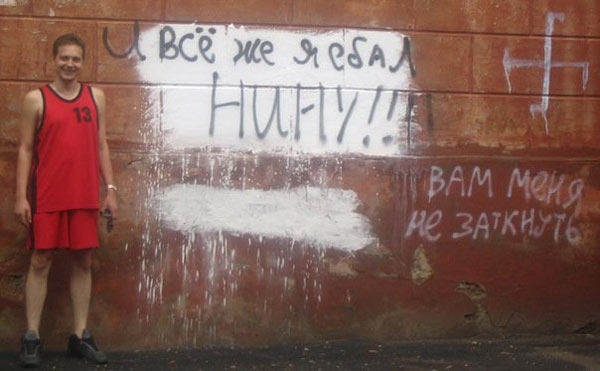 И ВСЁ же я ебал
НИНУ!!!
13
ВАМ МЕНЯ
НЕ ЗАТКНУТЬ